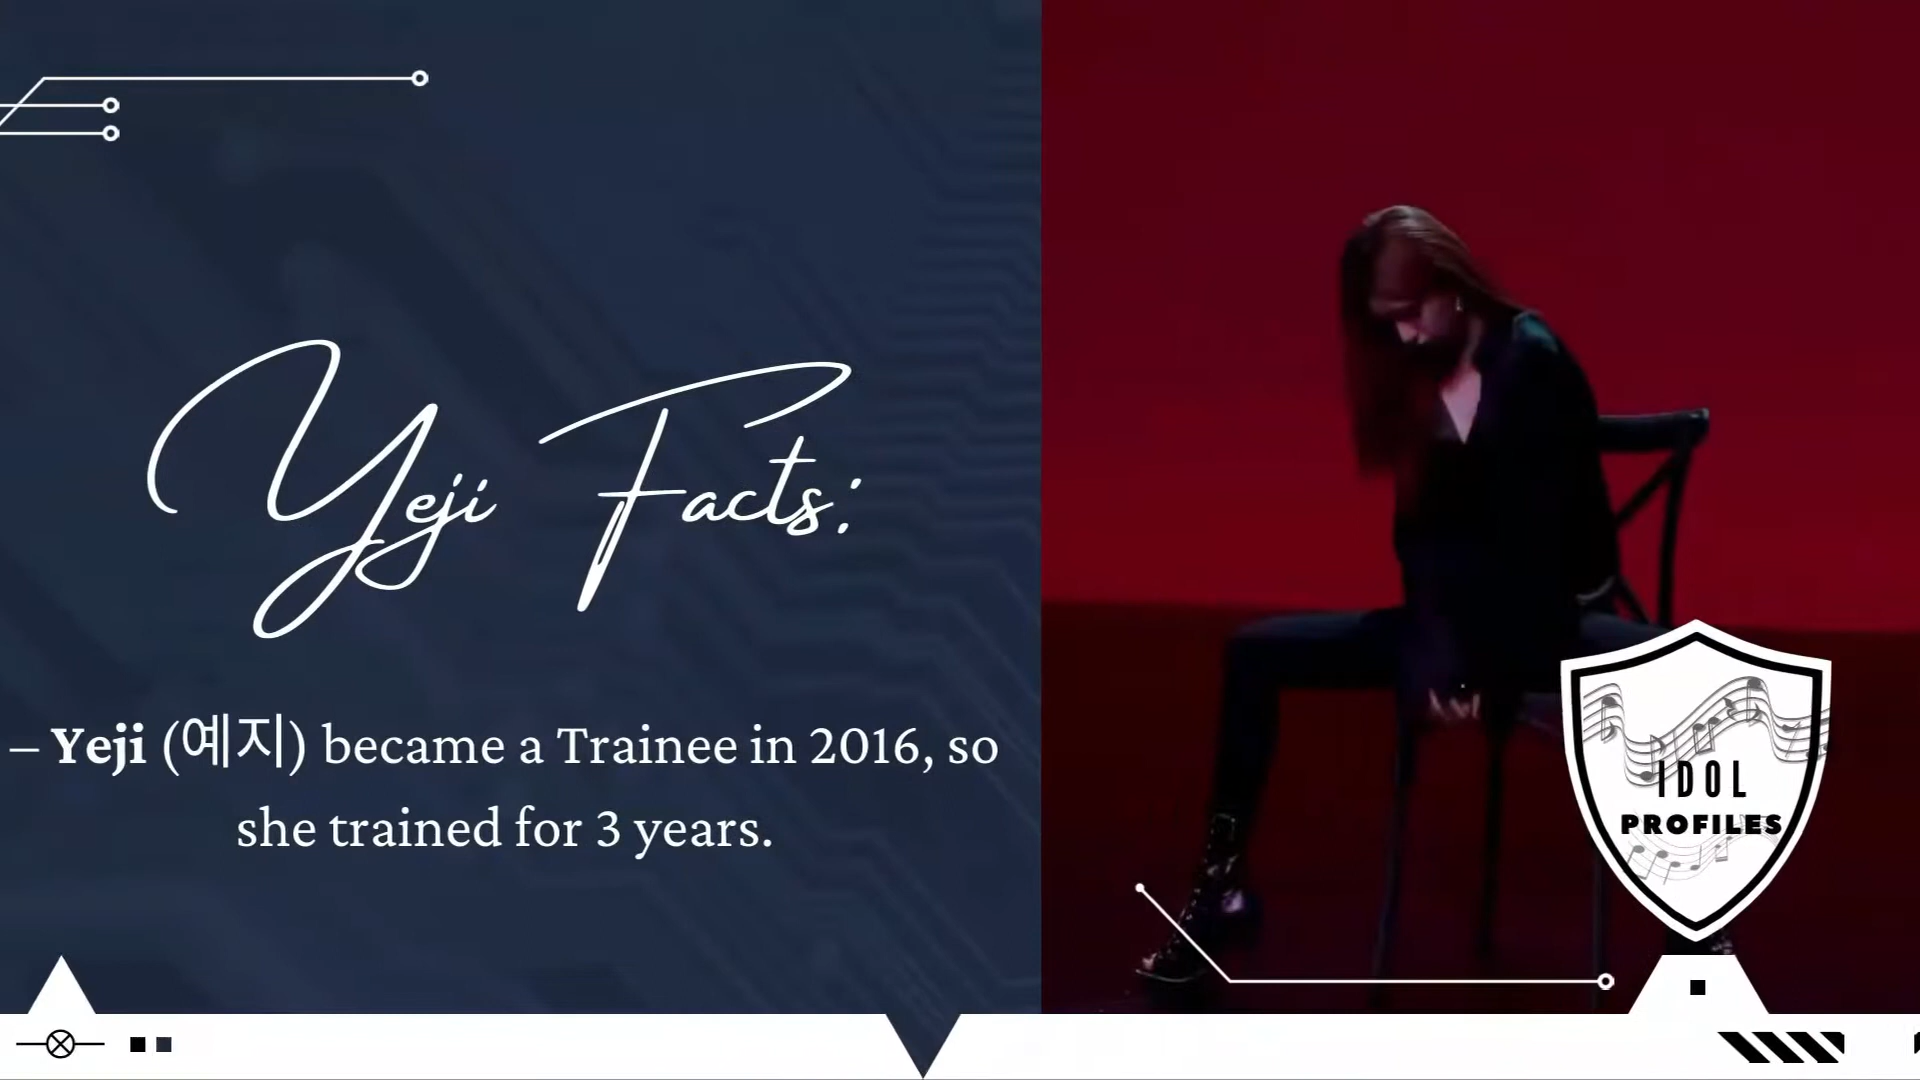 Yeji Facts:
– Yeji (예지) became a Trainee in 2016, so
she trained for 3 years.
IDOL
PROFILES